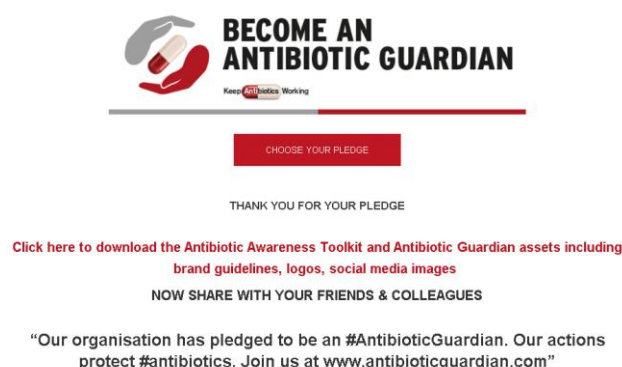 BECOME AN
ANTIBIOTIC GUARDIAN
Keep Antibiotics Working
CHOOSE YOUR PLEDGE
THANK YOU FOR YOUR PLEDGE
Click here to download the Antibiotic Awareness Toolkit and Antibiotic Guardian assets including
brand guidelines, logos, social media images
NOW SHARE WITH YOUR FRIENDS & COLLEAGUES
“Our organisation has pledged to be an #AntibioticGuardian. Our actions
protect #antibiotics. Join us at www.antibioticguardian.com”